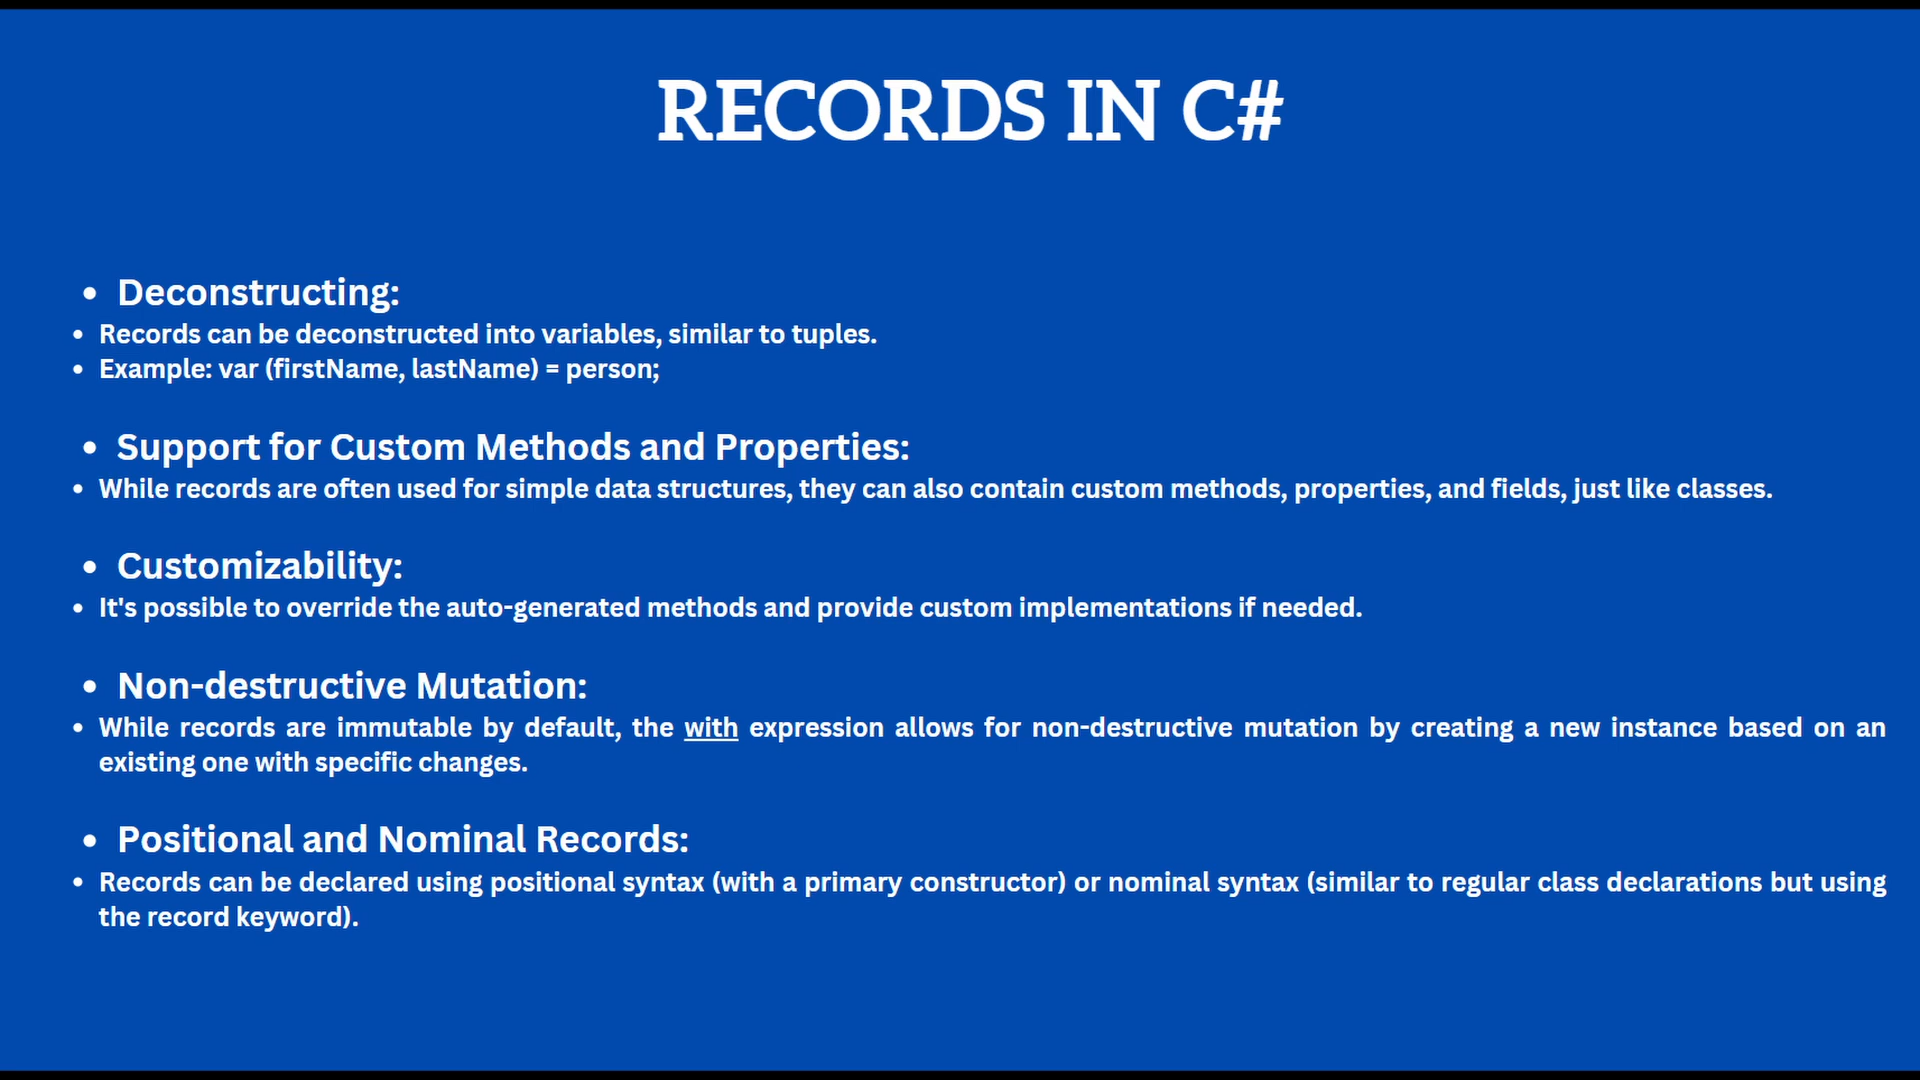 RECORDS IN C#
• Deconstructing:
• Records can be deconstructed into variables, similar to tuples.
• Example: var (firstName, lastName) = person;
• Support for Custom Methods and Properties:
• While records are often used for simple data structures, they can also contain custom methods, properties, and fields, just like classes.
• Customizability:
• It's possible to override the auto-generated methods and provide custom implementations if needed.
• Non-destructive Mutation:
• While records are immutable by default, the with expression allows for non-destructive mutation by creating a new instance based on an
existing one with specific changes.
• Positional and Nominal Records:
• Records can be declared using positional syntax (with a primary constructor) or nominal syntax (similar to regular class declarations but using
the record keyword).